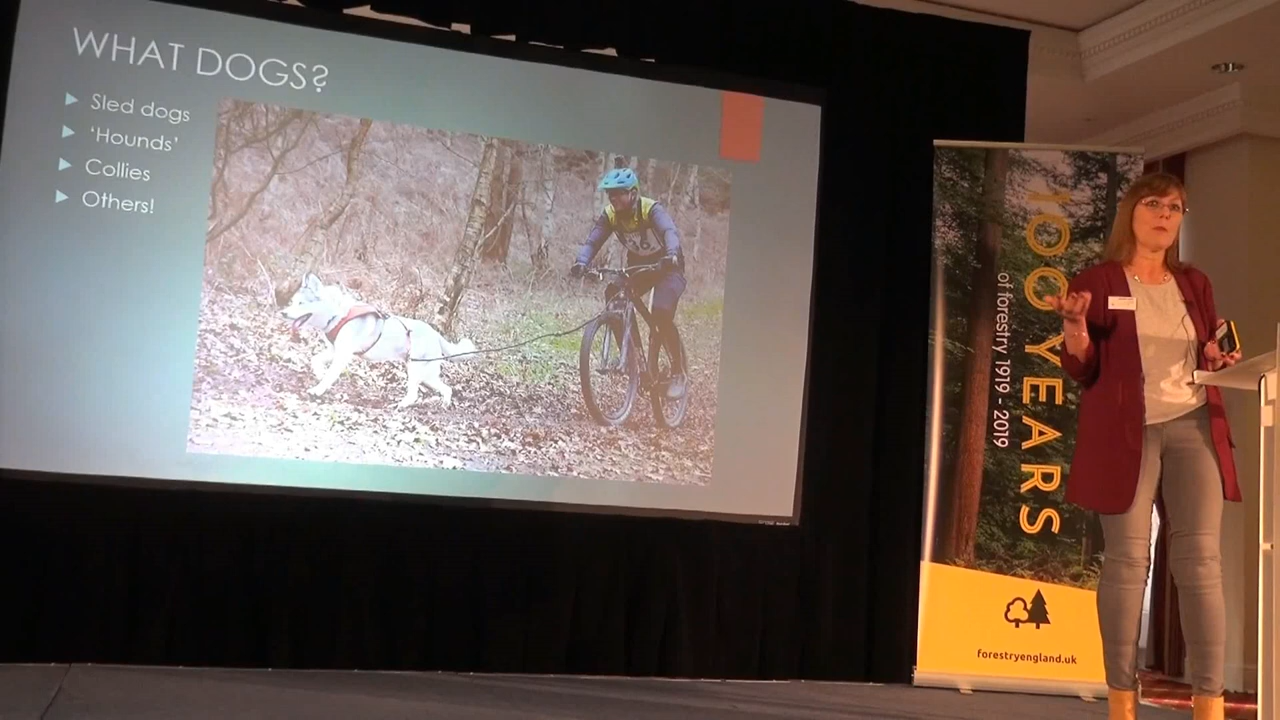 WHAT DOGS?
Sled dogs
'Hounds'
Collies
Others!
100 YEARS
of forestry 1919 - 2019
forestryengland.uk